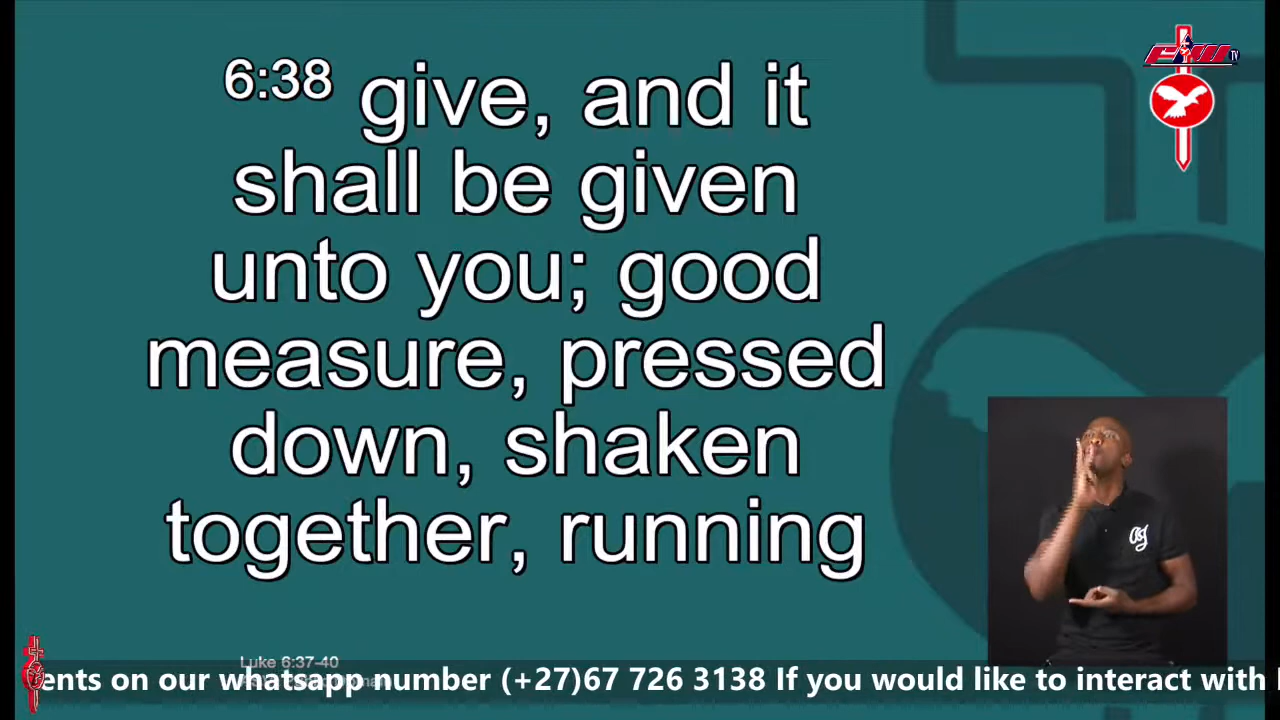 6:38 give, and it
shall be given
unto you; good
measure, pressed
down, shaken
together, running
Luke 6:37-40
ents on our whatsapp number (+27)67 726 3138 If you would like to interact with
TV